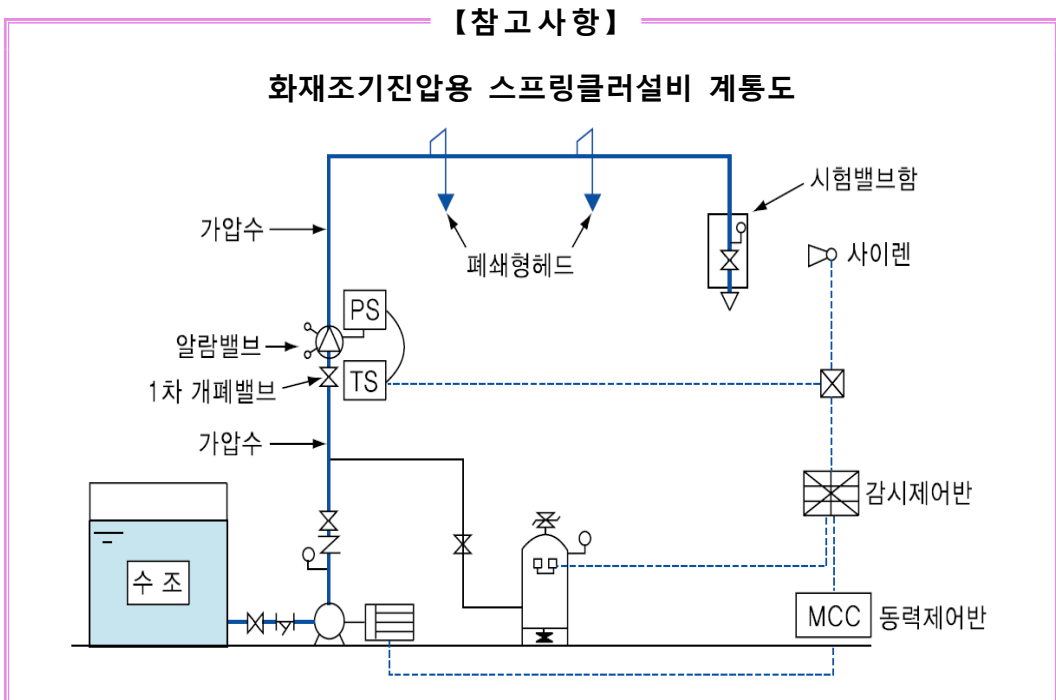 【참고사항】
화재조기진압용 스프링클러설비 계통도
시험밸브함
가압수
사이렌
폐쇄형헤드
PS
알람밸브
TS
1차 개폐밸브
가압수
감시제어반
수 조
MCC 동력제어반